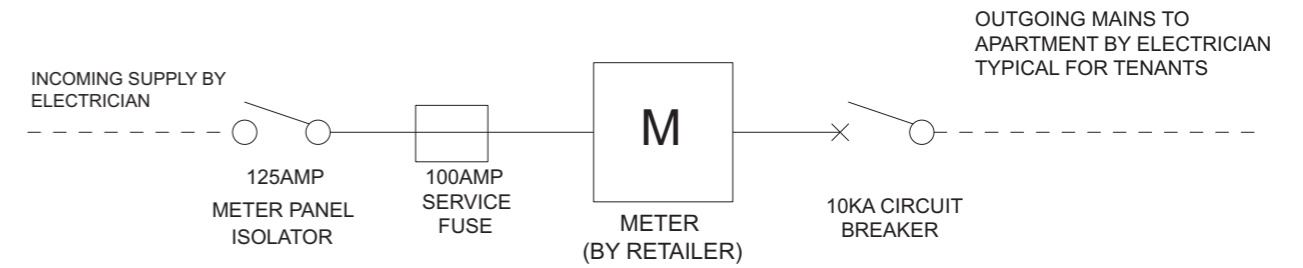 INCOMING SUPPLY BY
ELECTRICIAN
125AMP
METER PANEL
ISOLATOR
100AMP
SERVICE
FUSE
M
METER
(BY RETAILER)
10KA CIRCUIT
BREAKER
OUTGOING MAINS TO
APARTMENT BY ELECTRICIAN
TYPICAL FOR TENANTS